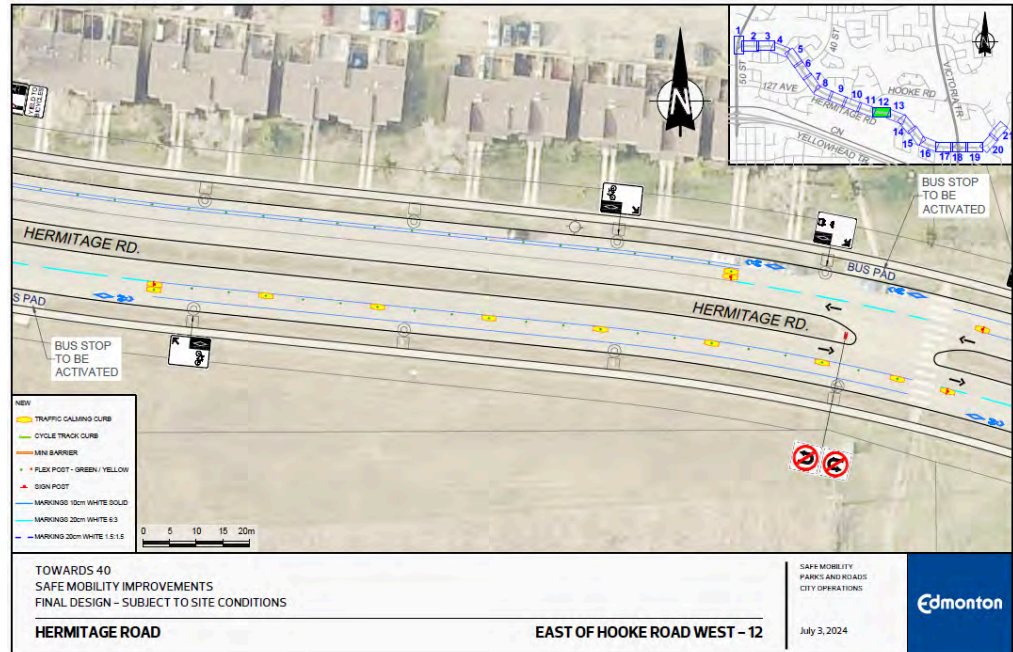 YIELD TO
BICYCLES
N
1
2
3
4
5
6
7
8
9
10
11
12
13
14
15
16
17
18
19
20
21
50 ST
40 ST
127 AVE
HERMITAGE RD
HOOKE RD
VICTORIA TR
CN
YELLOWHEAD TR
BUS STOP
TO BE
ACTIVATED
BUS PAD
HERMITAGE RD.
HERMITAGE RD.
S PAD
BUS STOP
TO BE
ACTIVATED
NEW
TRAFFIC CALMING CURB
CYCLE TRACK CURB
MINI BARRIER
FLEX POST - GREEN / YELLOW
SIGN POST
MARKINGS 10cm WHITE SOLID
MARKINGS 20cm WHITE 6:3
MARKING 20cm WHITE 1.5:1.5
0 5 10 15 20m
TOWARDS 40
SAFE MOBILITY IMPROVEMENTS
FINAL DESIGN – SUBJECT TO SITE CONDITIONS
HERMITAGE ROAD
EAST OF HOOKE ROAD WEST – 12
SAFE MOBILITY
PARKS AND ROADS
CITY OPERATIONS
July 3, 2024
Edmonton